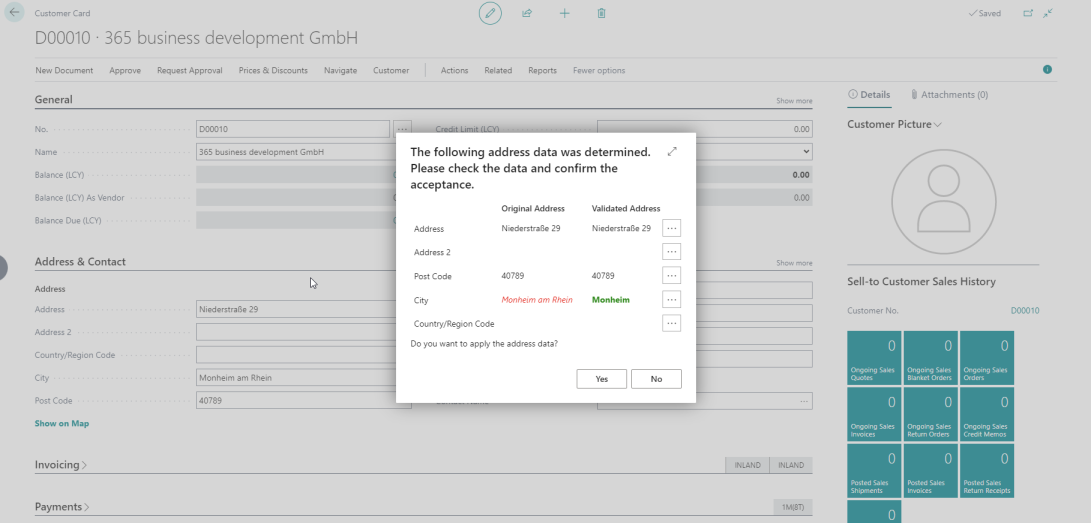 Customer Card
Saved
D00010 · 365 business development GmbH
New Document Approve Request Approval Prices & Discounts Navigate Customer Actions Related Reports Fewer options
General
Show more
No.
D00010
Credit Limit (LCY)
0.00
Name
365 business development GmbH
Balance (LCY)
0.00
Balance (LCY) As Vendor
0.00
Balance Due (LCY)
Address & Contact
Show more
Address
Address
Niederstraße 29
Address 2
Country/Region Code
City
Monheim am Rhein
Post Code
40789
Show on Map
Invoicing
INLAND INLAND
Payments
1M(8T)
The following address data was determined.
Please check the data and confirm the
acceptance.
Original Address Validated Address
Address Niederstraße 29 Niederstraße 29
Address 2
Post Code 40789 40789
City Monheim am Rhein Monheim
Country/Region Code
Do you want to apply the address data?
Yes No
Details Attachments (0)
Customer Picture
Sell-to Customer Sales History
Customer No. D00010
0 0 0
Ongoing Sales Ongoing Sales Ongoing Sales
Quotes Blanket Orders Orders
0 0 0
Ongoing Sales Ongoing Sales Ongoing Sales
Invoices Return Orders Credit Memos
0 0 0
Posted Sales Posted Sales Posted Sales
Shipments Invoices Return Receipts
0